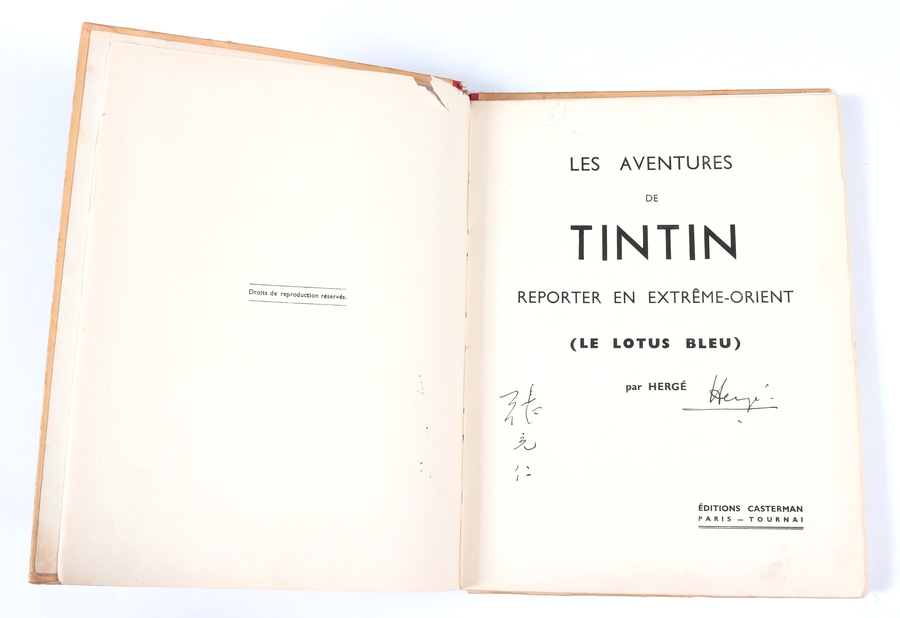 Droits de reproduction réservés.
LES AVENTURES
DE
TINTIN
REPORTER EN EXTRÊME-ORIENT
(LE LOTUS BLEU)
par HERGÉ
Hergé.
张
充
仁
ÉDITIONS CASTERMAN
PARIS — TOURNAI